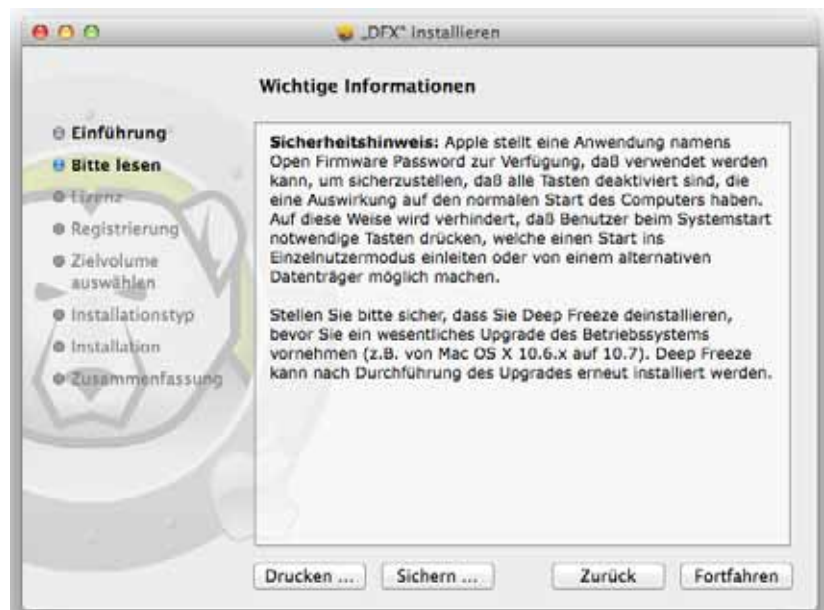 „DFX“ Installieren
Wichtige Informationen
Einführung
Bitte lesen
Lizenz
Registrierung
Zielvolume
auswählen
Installationstyp
Installation
Zusammenfassung
Sicherheitshinweis: Apple stellt eine Anwendung namens
Open Firmware Password zur Verfügung, daß verwendet werden
kann, um sicherzustellen, daß alle Tasten deaktiviert sind, die
eine Auswirkung auf den normalen Start des Computers haben.
Auf diese Weise wird verhindert, daß Benutzer beim Systemstart
notwendige Tasten drücken, welche einen Start ins
Einzelnutzermodus einleiten oder von einem alternativen
Datenträger möglich machen.
Stellen Sie bitte sicher, dass Sie Deep Freeze deinstallieren,
bevor Sie ein wesentliches Upgrade des Betriebssystems
vornehmen (z.B. von Mac OS X 10.6.x auf 10.7). Deep Freeze
kann nach Durchführung des Upgrades erneut installiert werden.
Drucken ...
Sichern ...
Zurück
Fortfahren